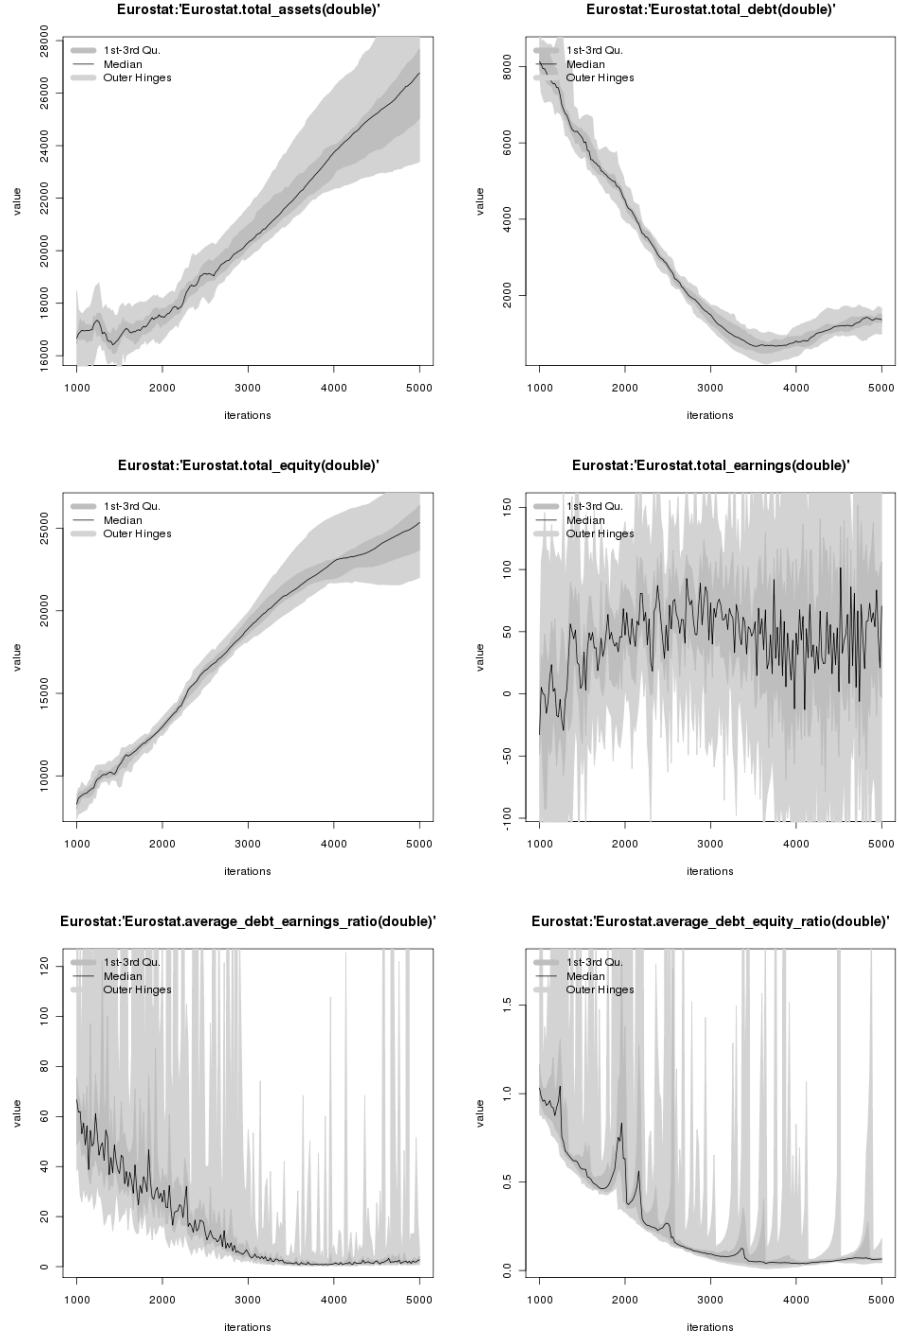 Eurostat:'Eurostat.total_assets(double)'
1st-3rd Qu.
Median
Outer Hinges
value
16000 18000 20000 22000 24000 26000 28000
1000 2000 3000 4000 5000
iterations
Eurostat:'Eurostat.total_debt(double)'
1st-3rd Qu.
Median
Outer Hinges
value
2000 4000 6000 8000
1000 2000 3000 4000 5000
iterations
Eurostat:'Eurostat.total_equity(double)'
1st-3rd Qu.
Median
Outer Hinges
value
10000 15000 20000 25000
1000 2000 3000 4000 5000
iterations
Eurostat:'Eurostat.total_earnings(double)'
1st-3rd Qu.
Median
Outer Hinges
value
-100 -50 0 50 100 150
1000 2000 3000 4000 5000
iterations
Eurostat:'Eurostat.average_debt_earnings_ratio(double)'
1st-3rd Qu.
Median
Outer Hinges
value
0 20 40 60 80 100 120
1000 2000 3000 4000 5000
iterations
Eurostat:'Eurostat.average_debt_equity_ratio(double)'
1st-3rd Qu.
Median
Outer Hinges
value
0.0 0.5 1.0 1.5
1000 2000 3000 4000 5000
iterations